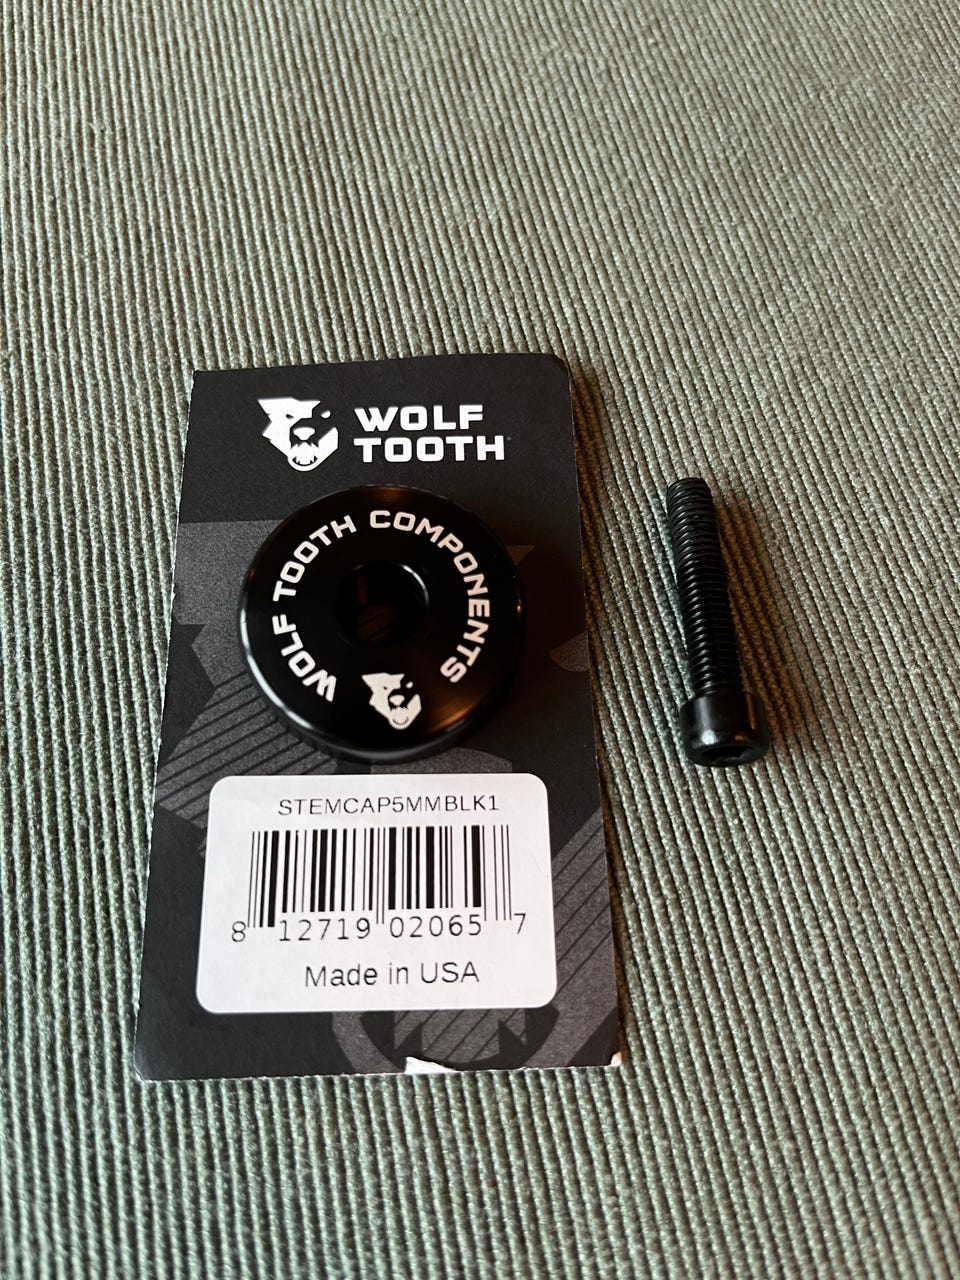 WOLF
TOOTH
WOLF TOOTH COMPONENTS
STEMCAP5MMBLK1
8 12719 02065 7
Made in USA